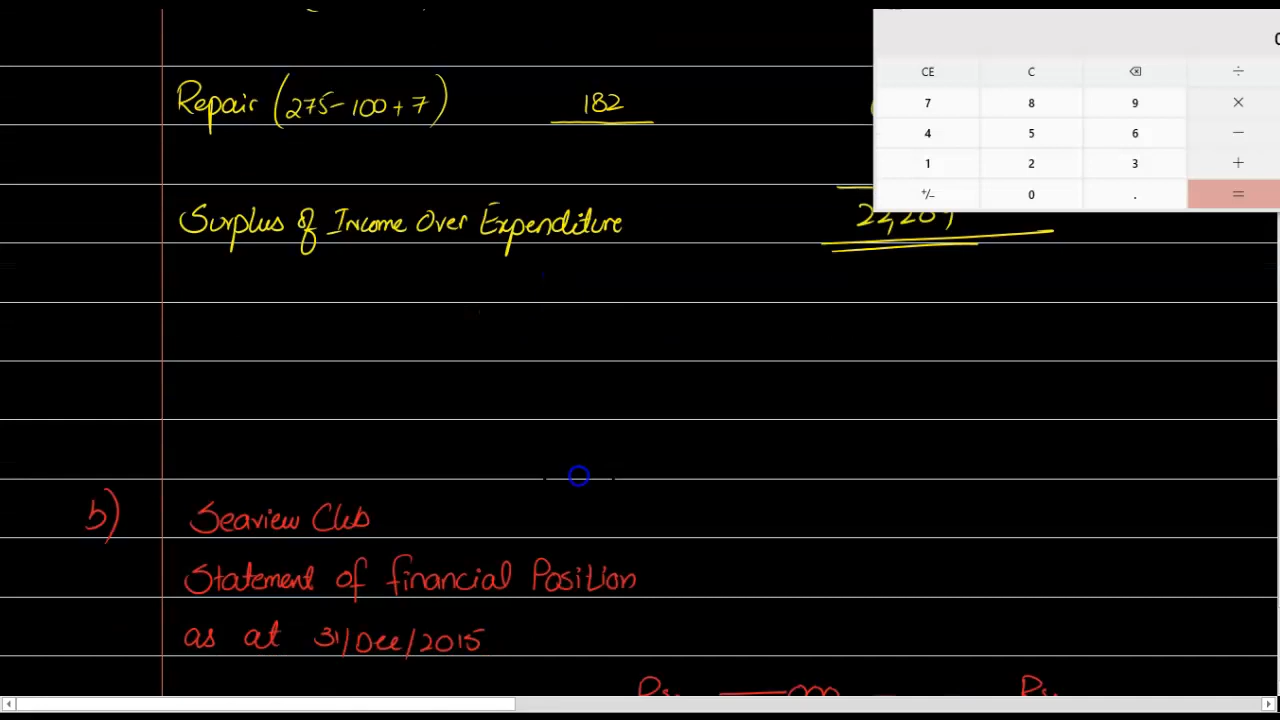 CE C ⌫ ÷
7 8 9 ×
4 5 6 −
1 2 3 +
+/− 0 . =
Repair (275-100+7) 182
Surplus of Income Over Expenditure
b) Seaview Club
Statement of financial Position
as at 31/Dec/2015